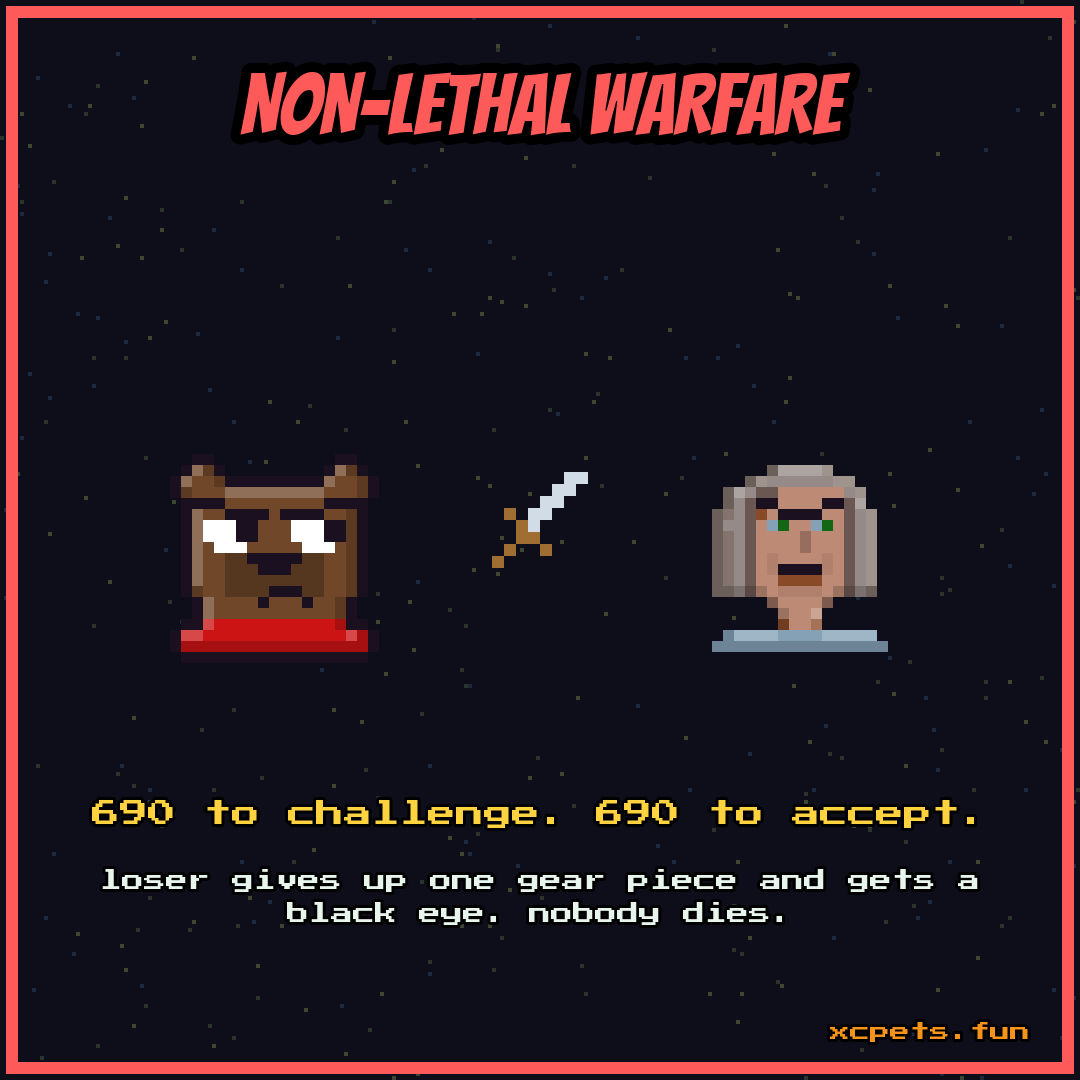 NON-LETHAL WARFARE
690 to challenge. 690 to accept.
loser gives up one gear piece and gets a
black eye. nobody dies.
xcpets.fun